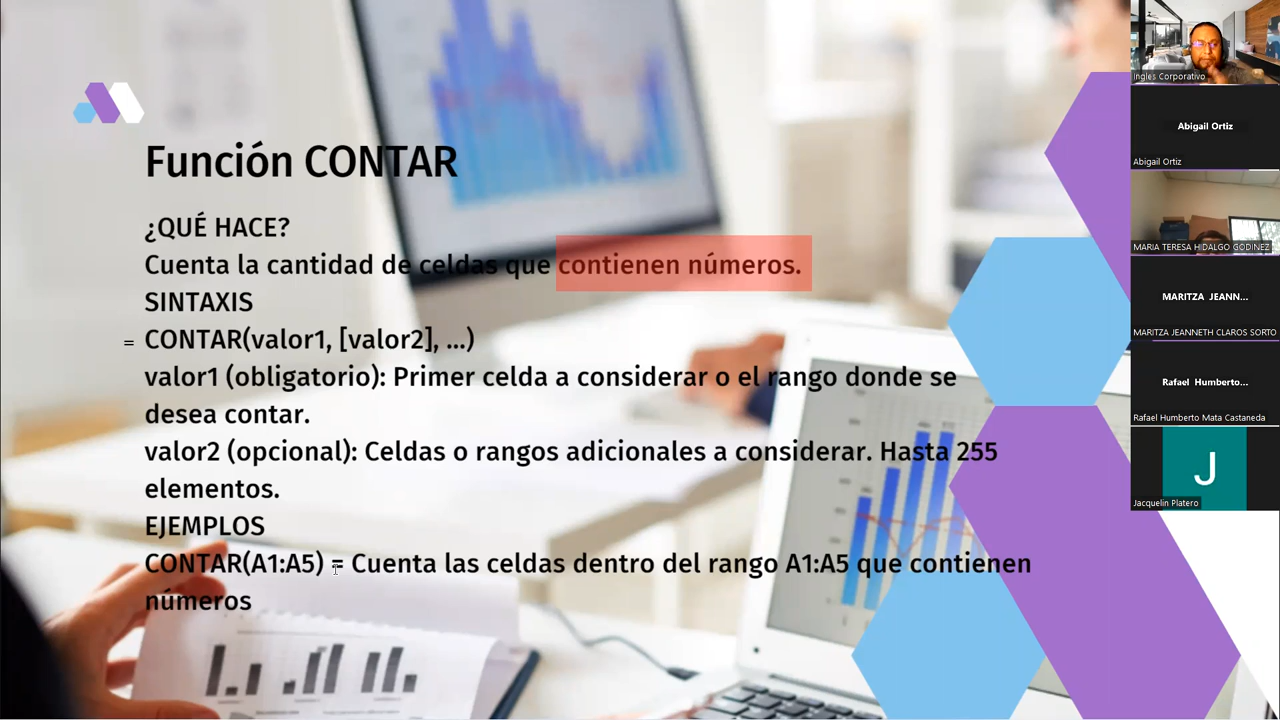 Función CONTAR
¿QUÉ HACE?
Cuenta la cantidad de celdas que contienen números.
SINTAXIS
= CONTAR(valor1, [valor2], ...)
valor1 (obligatorio): Primer celda a considerar o el rango donde se
desea contar.
valor2 (opcional): Celdas o rangos adicionales a considerar. Hasta 255
elementos.
EJEMPLOS
CONTAR(A1:A5) = Cuenta las celdas dentro del rango A1:A5 que contienen
números
Ingles Corporativo
Abigail Ortiz
Abigail Ortiz
MARIA TERESA HIDALGO GODINEZ
MARITZA JEANN...
MARITZA JEANNETH CLAROS SORTO
Rafael Humberto...
Rafael Humberto Mata Castaneda
J
Jacquelin Platero